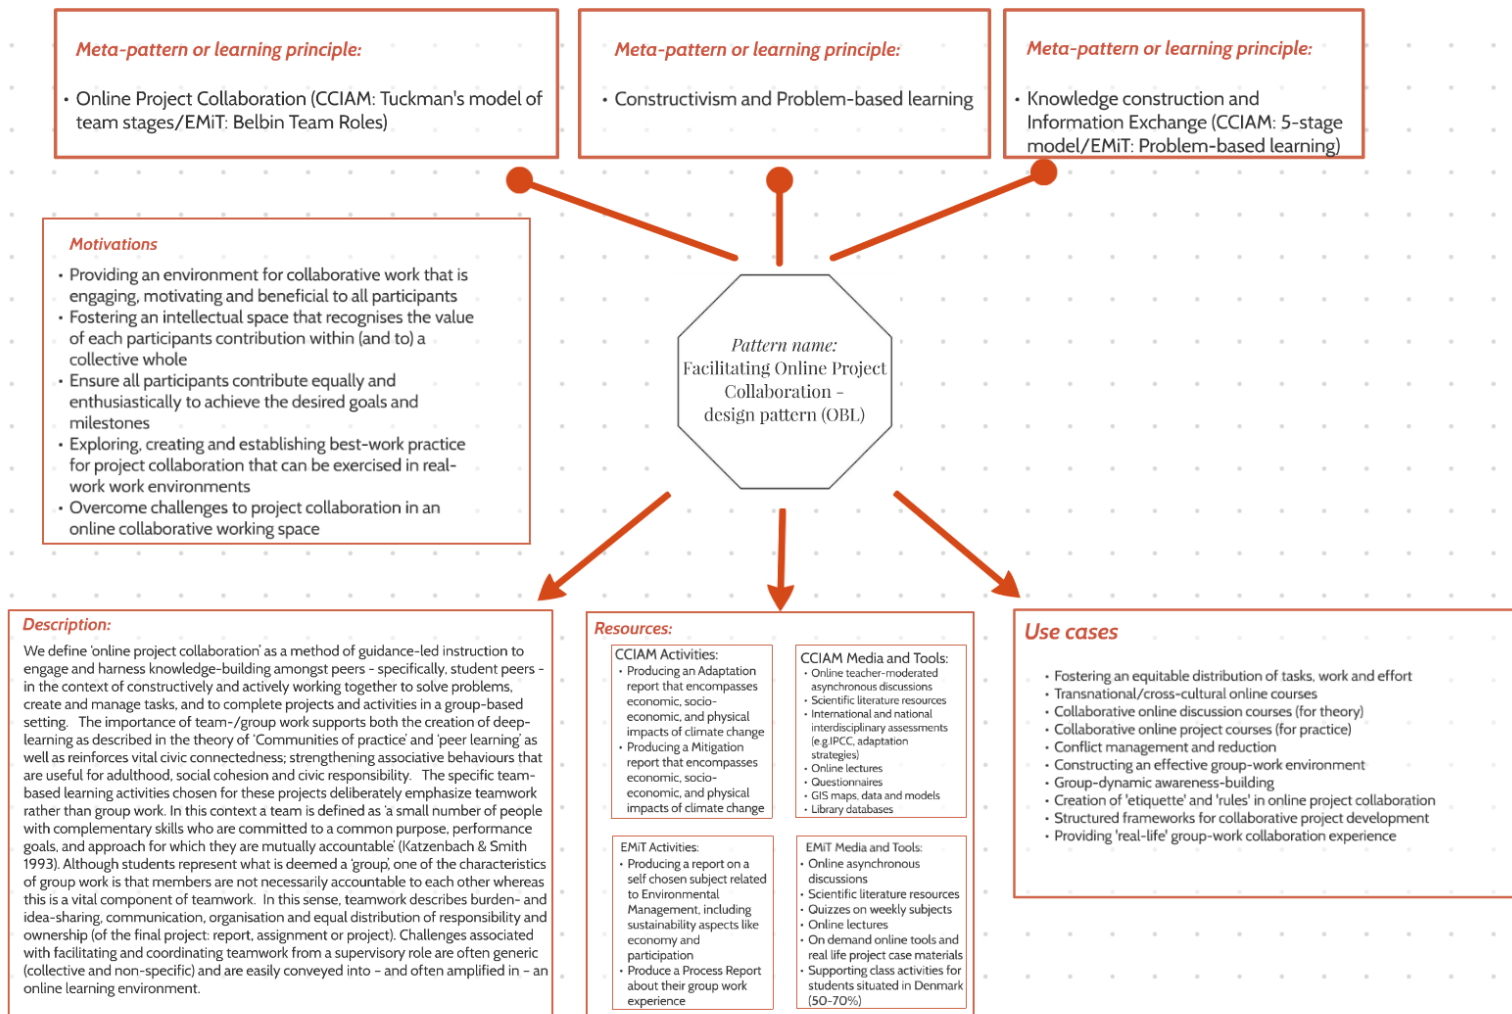 Meta-pattern or learning principle:
• Online Project Collaboration (CCIAM: Tuckman's model of
team stages/EMiT: Belbin Team Roles)
Meta-pattern or learning principle:
• Constructivism and Problem-based learning
Meta-pattern or learning principle:
• Knowledge construction and
Information Exchange (CCIAM: 5-stage
model/EMiT: Problem-based learning)
Motivations
• Providing an environment for collaborative work that is
engaging, motivating and beneficial to all participants
• Fostering an intellectual space that recognises the value
of each participants contribution within (and to) a
collective whole
• Ensure all participants contribute equally and
enthusiastically to achieve the desired goals and
milestones
• Exploring, creating and establishing best-work practice
for project collaboration that can be exercised in real-
work work environments
• Overcome challenges to project collaboration in an
online collaborative working space
Pattern name:
Facilitating Online Project
Collaboration -
design pattern (OBL)
Description:
We define 'online project collaboration' as a method of guidance-led instruction to
engage and harness knowledge-building amongst peers - specifically, student peers -
in the context of constructively and actively working together to solve problems,
create and manage tasks, and to complete projects and activities in a group-based
setting. The importance of team-/group work supports both the creation of deep-
learning as described in the theory of 'Communities of practice' and 'peer learning' as
well as reinforces vital civic connectedness; strengthening associative behaviours that
are useful for adulthood, social cohesion and civic responsibility. The specific team-
based learning activities chosen for these projects deliberately emphasize teamwork
rather than group work. In this context a team is defined as 'a small number of people
with complementary skills who are committed to a common purpose, performance
goals, and approach for which they are mutually accountable' (Katzenbach & Smith
1993). Although students represent what is deemed a 'group', one of the characteristics
of group work is that members are not necessarily accountable to each other whereas
this is a vital component of teamwork. In this sense, teamwork describes burden- and
idea-sharing, communication, organisation and equal distribution of responsibility and
ownership (of the final project: report, assignment or project). Challenges associated
with facilitating and coordinating teamwork from a supervisory role are often generic
(collective and non-specific) and are easily conveyed into – and often amplified in – an
online learning environment.
Resources:
CCIAM Activities:
• Producing an Adaptation
report that encompasses
economic, socio-
economic, and physical
impacts of climate change
• Producing a Mitigation
report that encompasses
economic, socio-
economic, and physical
impacts of climate change
CCIAM Media and Tools:
• Online teacher-moderated
asynchronous discussions
• Scientific literature resources
• International and national
interdisciplinary assessments
(e.g.IPCC, adaptation
strategies)
• Online lectures
• Questionnaires
• GIS maps, data and models
• Library databases
EMiT Activities:
• Producing a report on a
self chosen subject related
to Environmental
Management, including
sustainability aspects like
economy and
participation
• Produce a Process Report
about their group work
experience
EMiT Media and Tools:
• Online asynchronous
discussions
• Scientific literature resources
• Quizzes on weekly subjects
• Online lectures
• On demand online tools and
real life project case materials
• Supporting class activities for
students situated in Denmark
(50-70%)
Use cases
• Fostering an equitable distribution of tasks, work and effort
• Transnational/cross-cultural online courses
• Collaborative online discussion courses (for theory)
• Collaborative online project courses (for practice)
• Conflict management and reduction
• Constructing an effective group-work environment
• Group-dynamic awareness-building
• Creation of 'etiquette' and 'rules' in online project collaboration
• Structured frameworks for collaborative project development
• Providing 'real-life' group-work collaboration experience